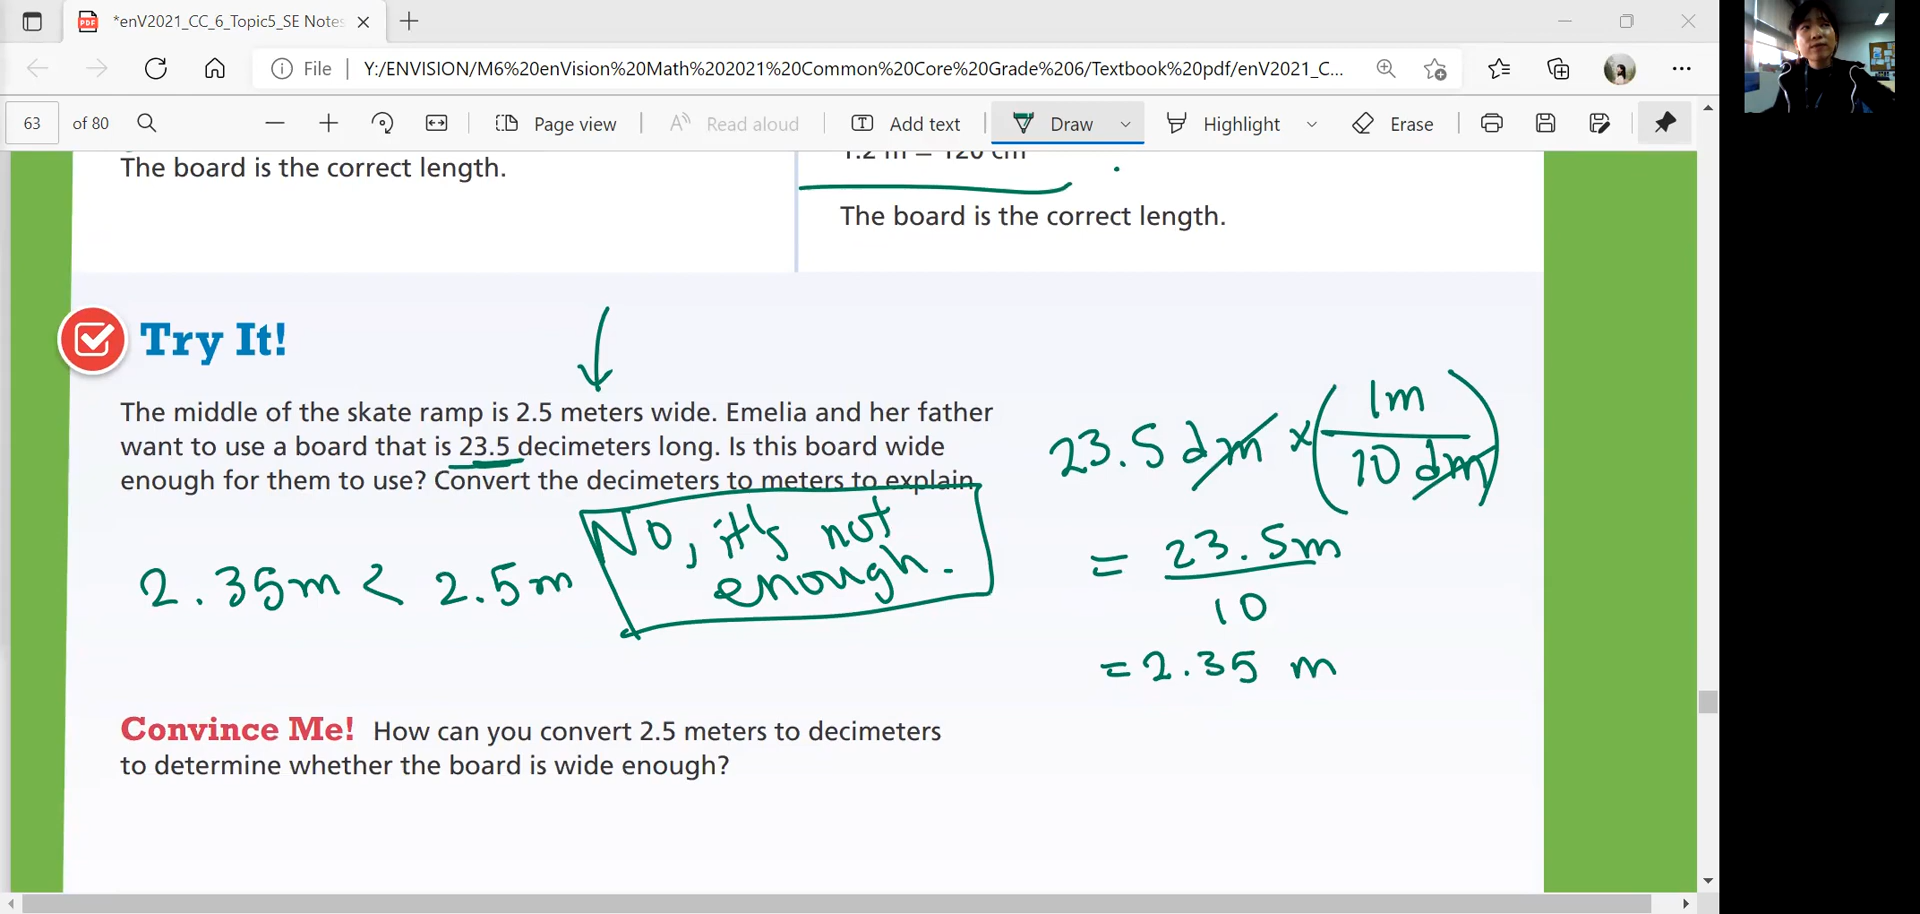 *enV2021_CC_6_Topic5_SE Notes
File Y:/ENVISION/M6%20enVision%20Math%202021%20Common%20Core%20Grade%206/Textbook%20pdf/enV2021_C...
63 of 80 Page view Read aloud Add text Draw Highlight Erase
1.2 m = 120 cm
The board is the correct length.
The board is the correct length.
Try It!
The middle of the skate ramp is 2.5 meters wide. Emelia and her father
want to use a board that is 23.5 decimeters long. Is this board wide
enough for them to use? Convert the decimeters to meters to explain.
23.5 dm × (1m / 10 dm)
= 23.5m / 10
= 2.35 m
2.35m < 2.5m
No, it's not
enough.
Convince Me! How can you convert 2.5 meters to decimeters
to determine whether the board is wide enough?